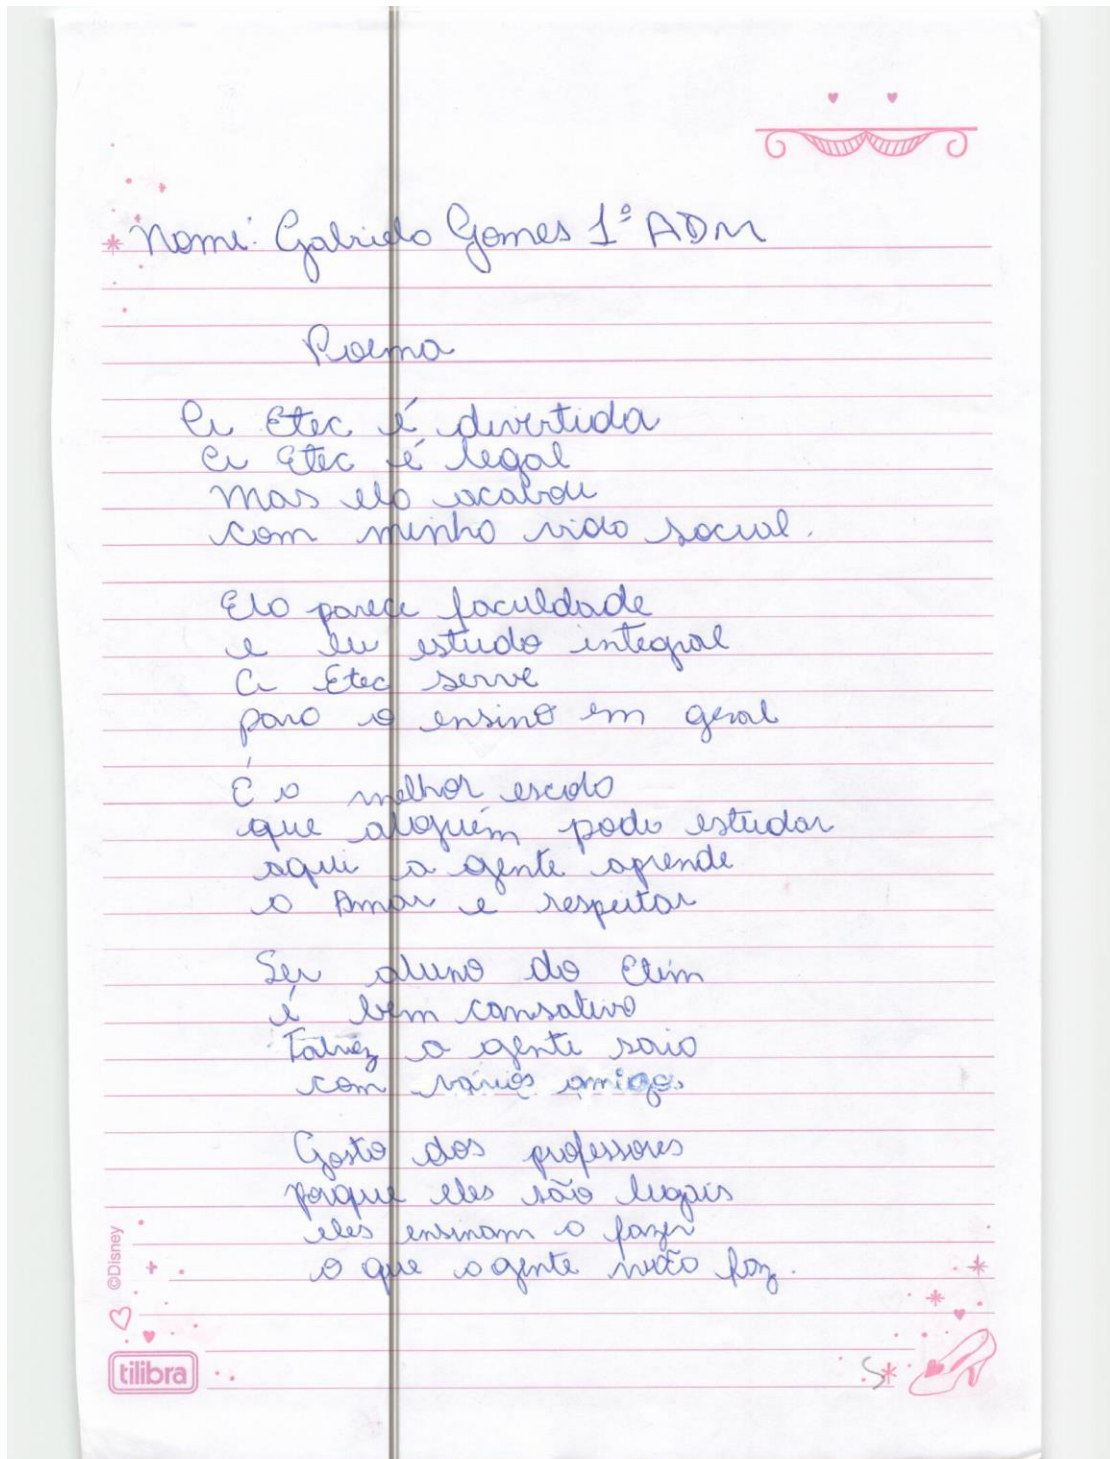 Nome: Gabriela Gomes 1º ADM
Poema
A Etec é divertida
A Etec é legal
Mas ela acabou
com minha vida social.
Ela parece faculdade
e eu estudo integral
A Etec serve
para o ensino em geral
É a melhor escola
que alguém pode estudar
aqui a gente aprende
a Amar e respeitar
Ser aluno do Etim
é bem cansativo
Talvez a gente saia
com vários amigos
Gosto dos professores
porque eles são legais
eles ensinam a fazer
o que a gente não faz.
©Disney
tilibra